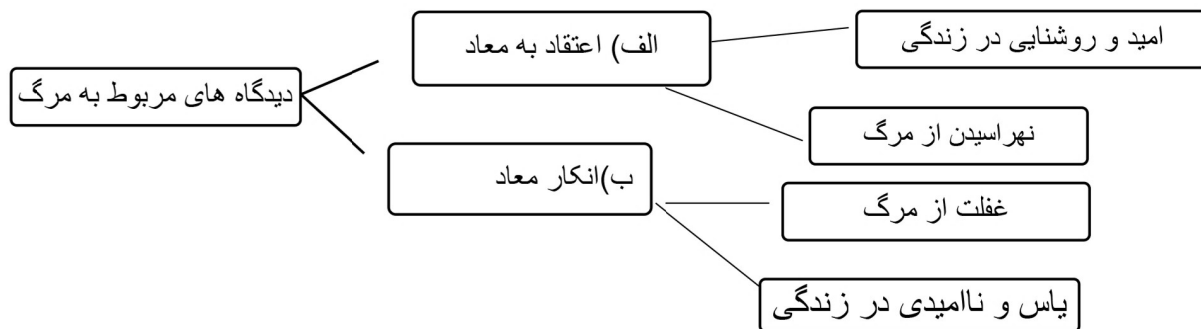 دیدگاه های مربوط به مرگ
الف) اعتقاد به معاد
امید و روشنایی در زندگی
نهراسیدن از مرگ
ب)انکار معاد
غفلت از مرگ
یاس و ناامیدی در زندگی